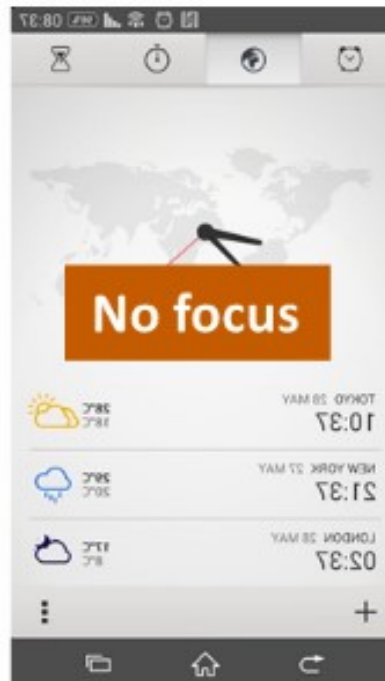 08:37
96%
No focus
TOKYO 28 MAY
10:37
28°C
18°C
NEW YORK 27 MAY
21:37
29°C
20°C
LONDON 28 MAY
02:37
17°C
8°C